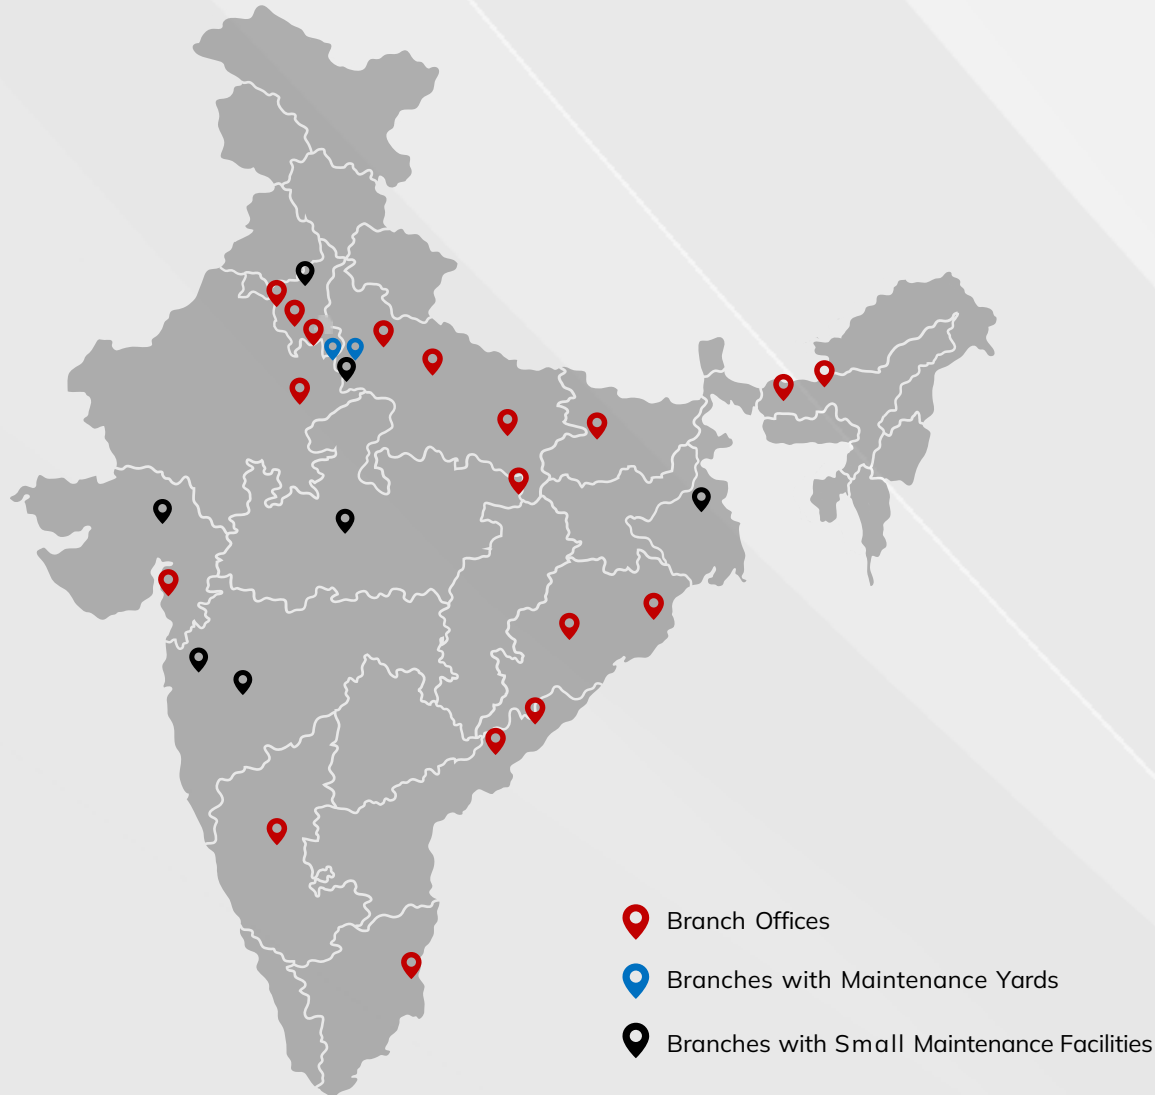 Branch Offices
Branches with Maintenance Yards
Branches with Small Maintenance Facilities